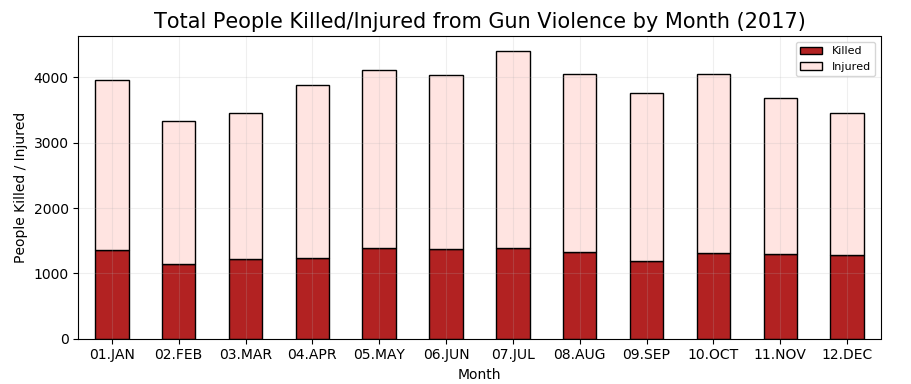 Total People Killed/Injured from Gun Violence by Month (2017)
Killed
Injured
People Killed / Injured
4000
3000
2000
1000
0
01.JAN 02.FEB 03.MAR 04.APR 05.MAY 06.JUN 07.JUL 08.AUG 09.SEP 10.OCT 11.NOV 12.DEC
Month